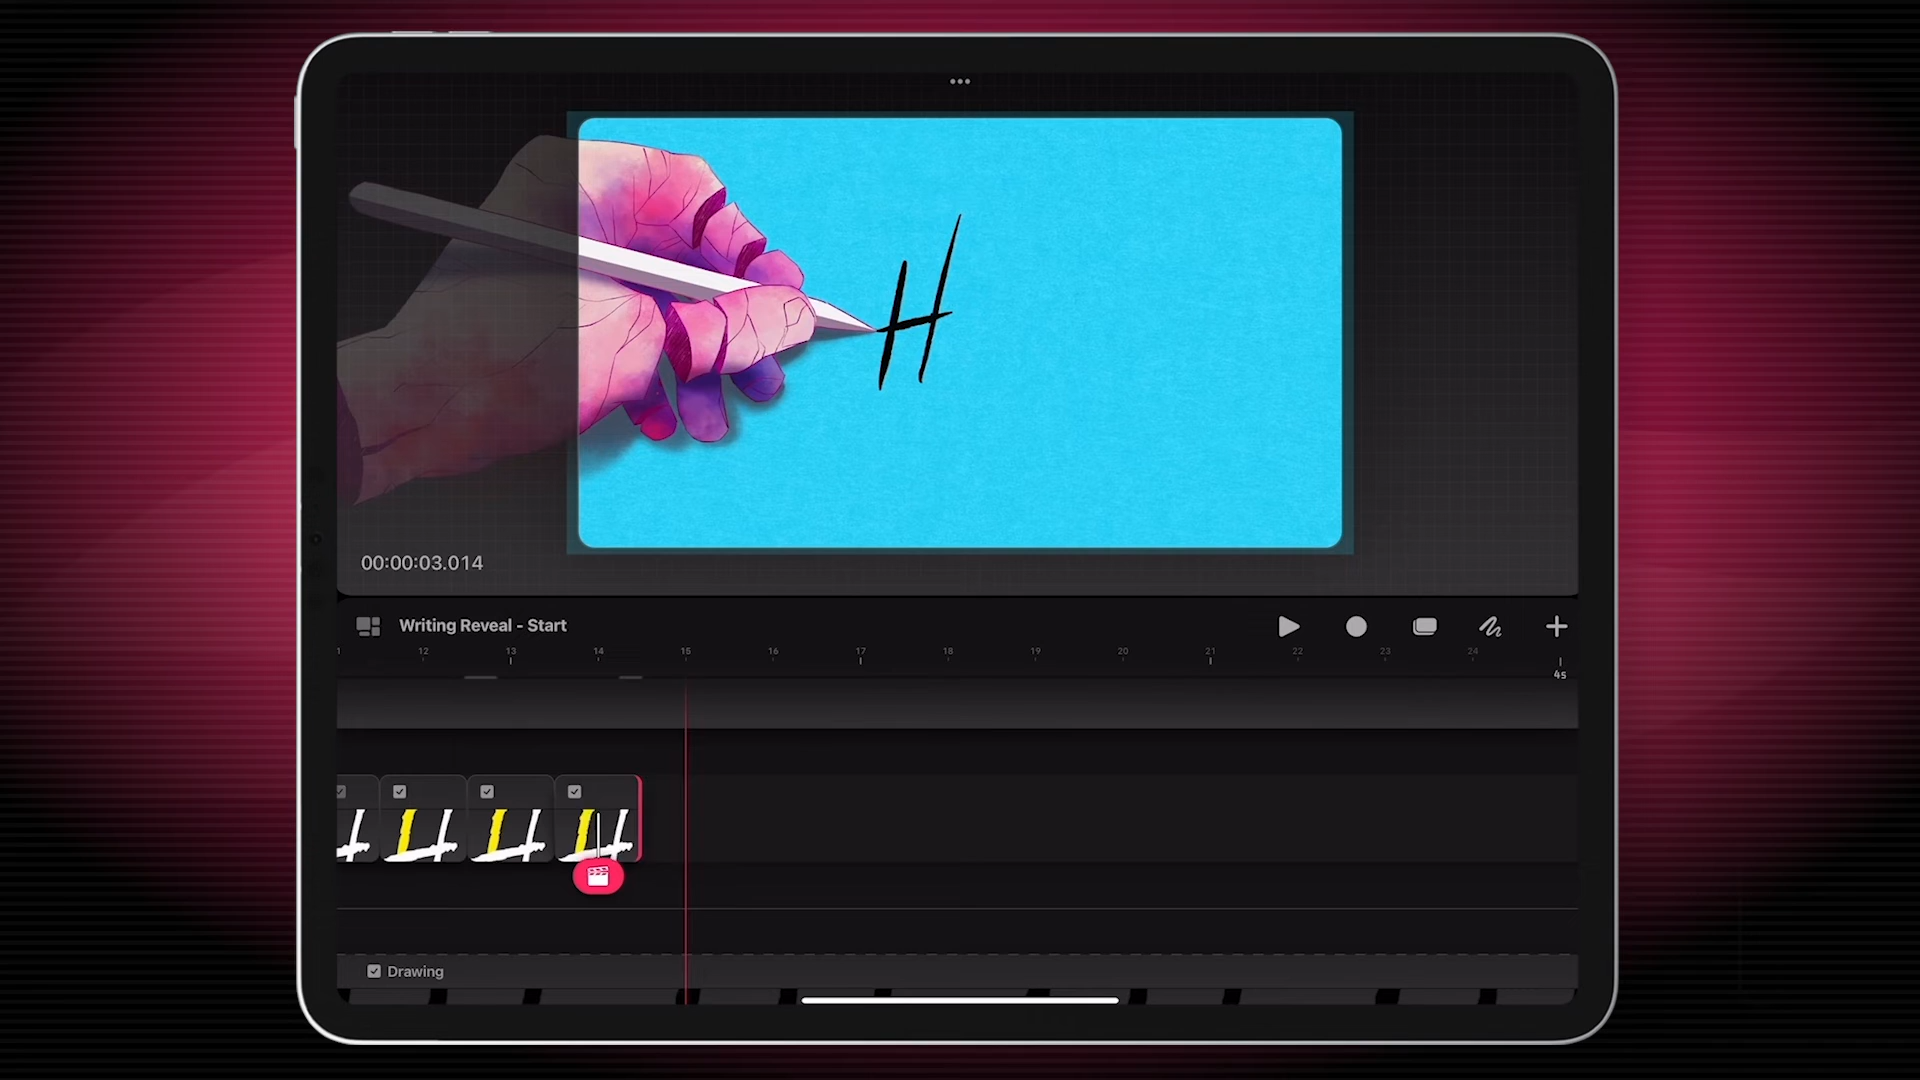 H
00:00:03.014
Writing Reveal - Start
12 13 14 15 16 17 18 19 20 21 22 23 24
4s
Drawing